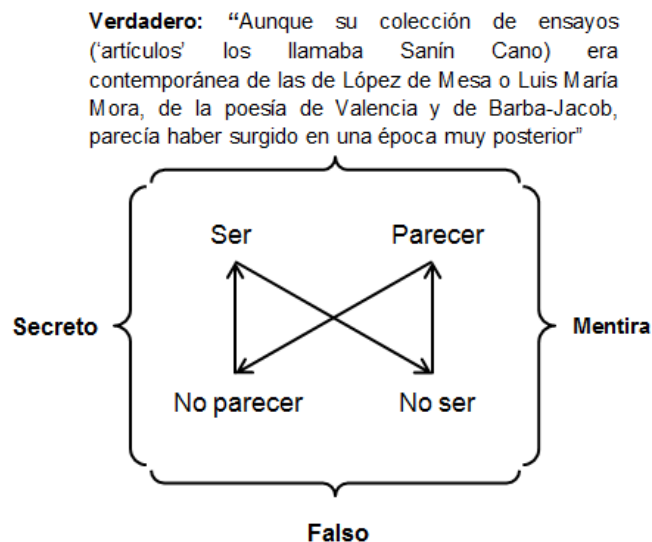 Verdadero: “Aunque su colección de ensayos
(‘artículos’ los llamaba Sanín Cano) era
contemporánea de las de López de Mesa o Luis María
Mora, de la poesía de Valencia y de Barba-Jacob,
parecía haber surgido en una época muy posterior”
Ser Parecer
Secreto Mentira
No parecer No ser
Falso